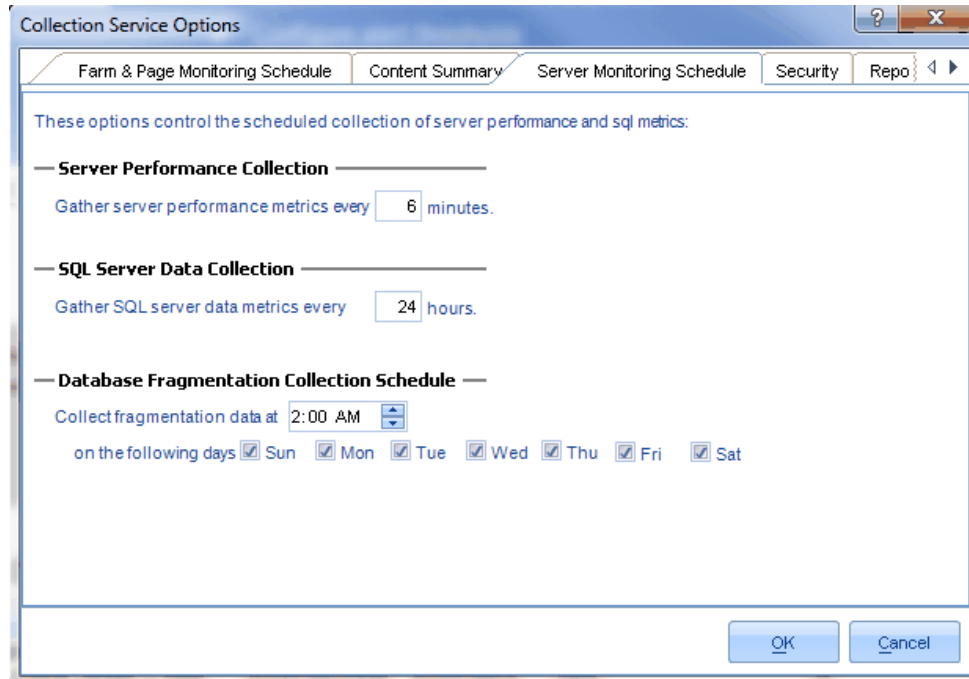 Collection Service Options
?
X
Farm & Page Monitoring Schedule Content Summary Server Monitoring Schedule Security Repo
These options control the scheduled collection of server performance and sql metrics:
Server Performance Collection
Gather server performance metrics every 6 minutes.
SQL Server Data Collection
Gather SQL server data metrics every 24 hours.
Database Fragmentation Collection Schedule
Collect fragmentation data at 2:00 AM
on the following days Sun Mon Tue Wed Thu Fri Sat
OK Cancel